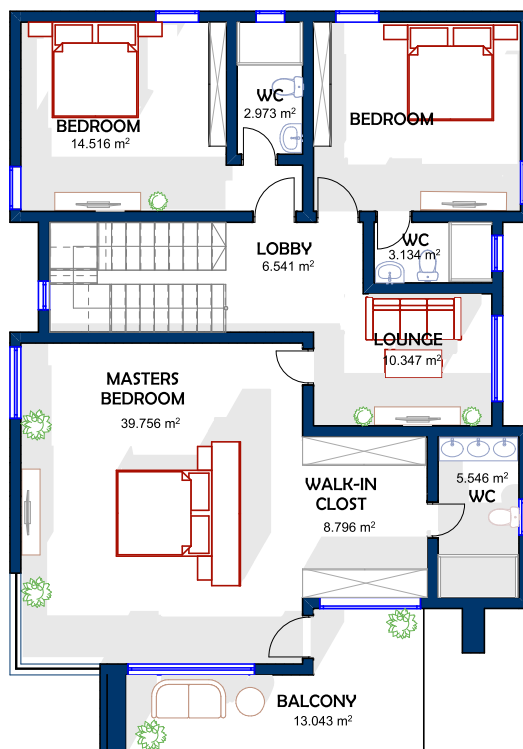 WC
2.973 m²
BEDROOM
14.516 m²
BEDROOM
LOBBY
6.541 m²
WC
3.134 m²
LOUNGE
10.347 m²
MASTERS
BEDROOM
39.756 m²
WALK-IN
CLOST
8.796 m²
5.546 m²
WC
BALCONY
13.043 m²